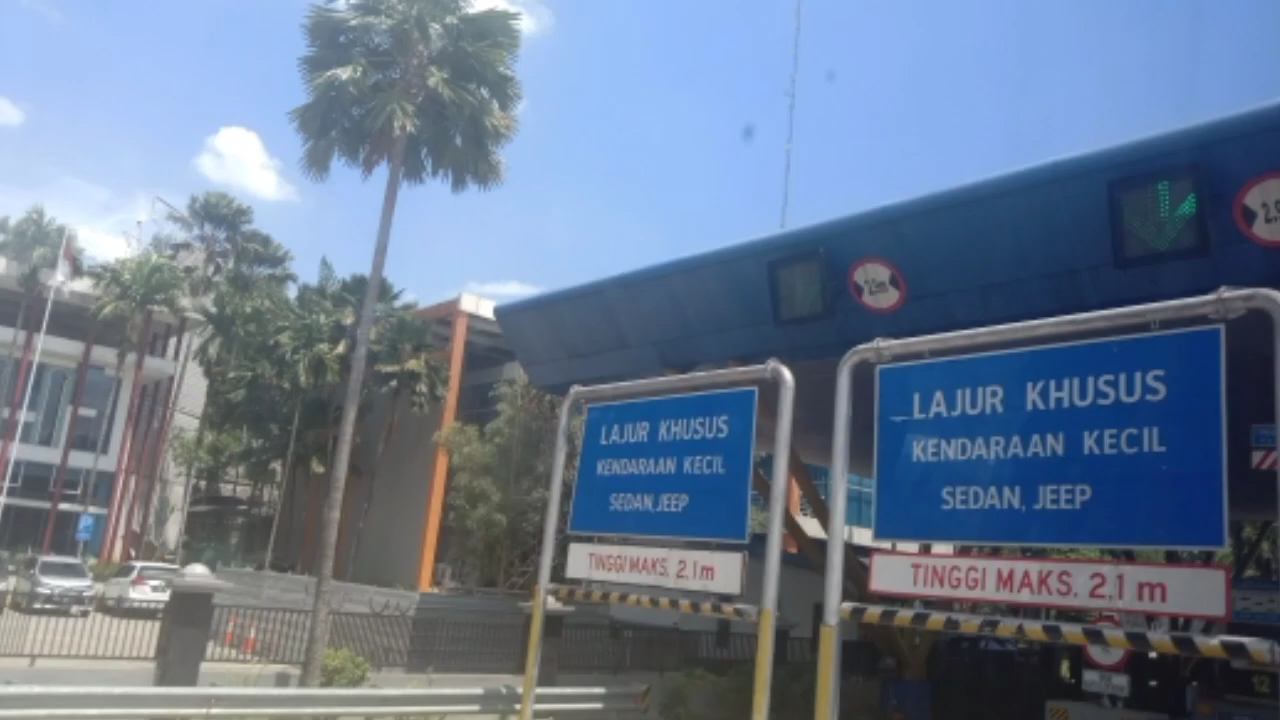 LAJUR KHUSUS
KENDARAAN KECIL
SEDAN, JEEP
TINGGI MAKS. 2,1 m
LAJUR KHUSUS
KENDARAAN KECIL
SEDAN, JEEP
TINGGI MAKS. 2,1 m
12